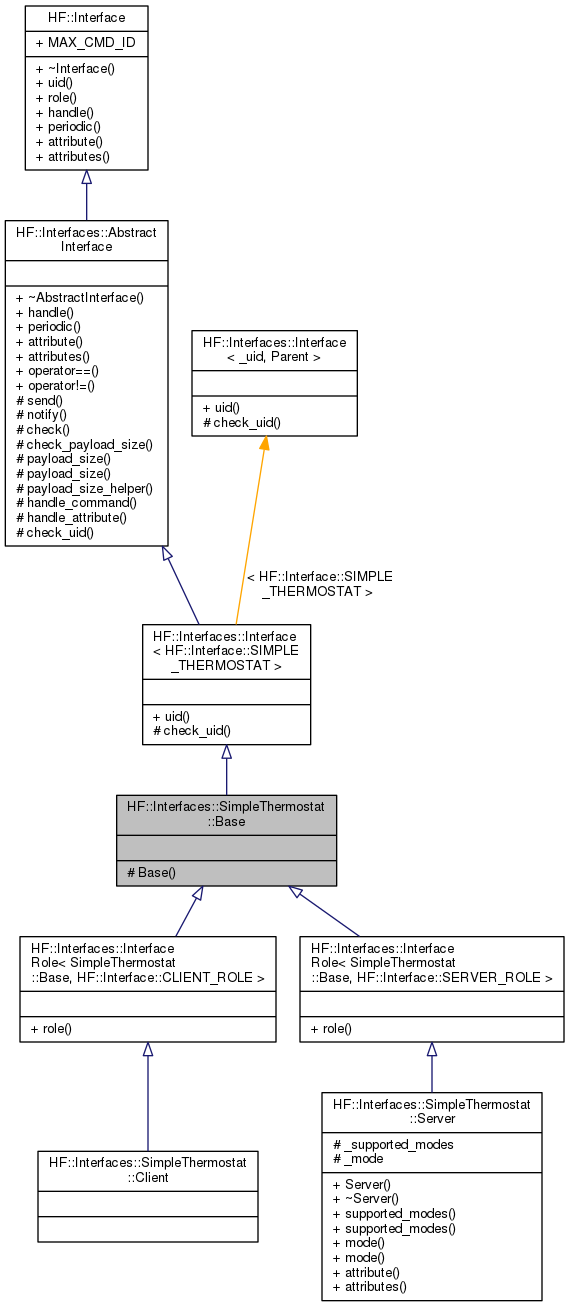 HF::Interface
+ MAX_CMD_ID
+ ~Interface()
+ uid()
+ role()
+ handle()
+ periodic()
+ attribute()
+ attributes()
HF::Interfaces::Abstract
Interface
+ ~AbstractInterface()
+ handle()
+ periodic()
+ attribute()
+ attributes()
+ operator==()
+ operator!=()
# send()
# notify()
# check()
# check_payload_size()
# payload_size()
# payload_size()
# payload_size_helper()
# handle_command()
# handle_attribute()
# check_uid()
HF::Interfaces::Interface
< _uid, Parent >
+ uid()
# check_uid()
< HF::Interface::SIMPLE
_THERMOSTAT >
HF::Interfaces::Interface
< HF::Interface::SIMPLE
_THERMOSTAT >
+ uid()
# check_uid()
HF::Interfaces::SimpleThermostat
::Base
# Base()
HF::Interfaces::Interface
Role< SimpleThermostat
::Base, HF::Interface::CLIENT_ROLE >
+ role()
HF::Interfaces::Interface
Role< SimpleThermostat
::Base, HF::Interface::SERVER_ROLE >
+ role()
HF::Interfaces::SimpleThermostat
::Client
HF::Interfaces::SimpleThermostat
::Server
# _supported_modes
# _mode
+ Server()
+ ~Server()
+ supported_modes()
+ supported_modes()
+ mode()
+ mode()
+ attribute()
+ attributes()